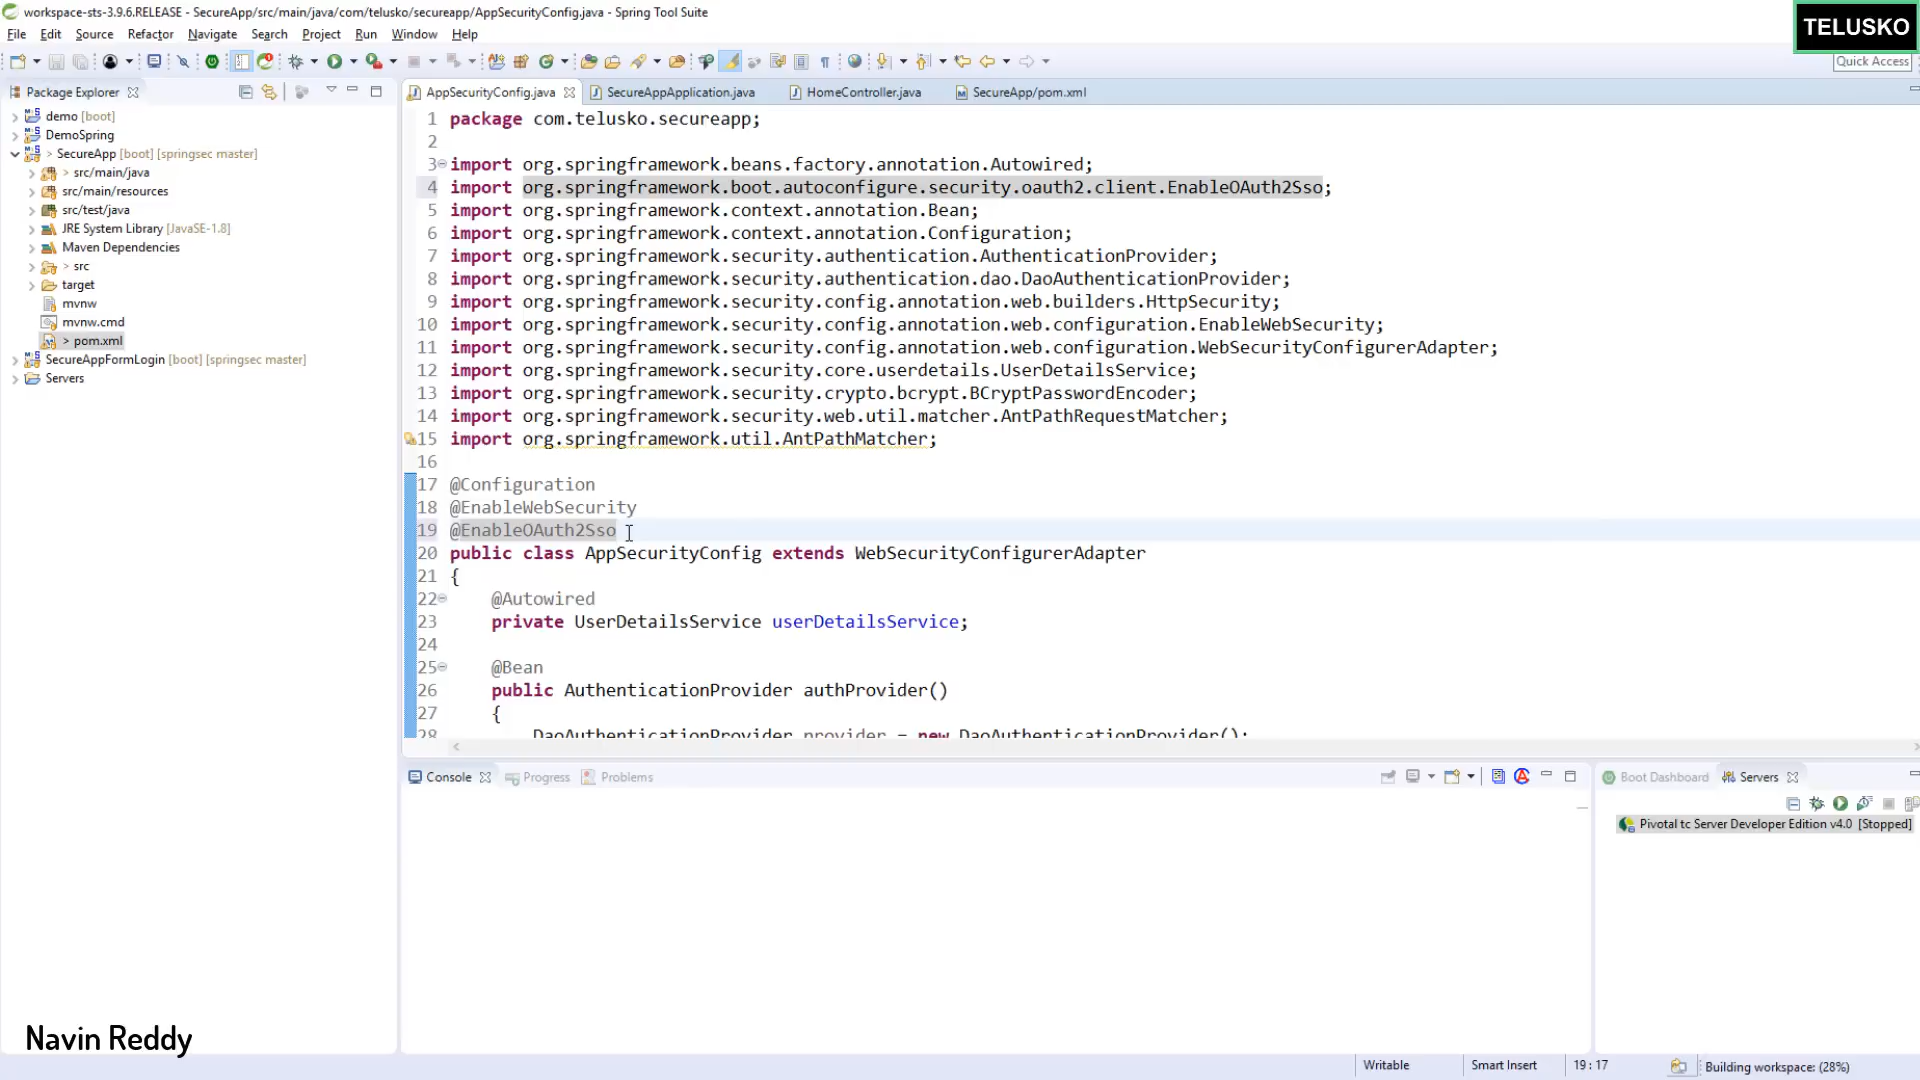 workspace-sts-3.9.6.RELEASE - SecureApp/src/main/java/com/telusko/secureapp/AppSecurityConfig.java - Spring Tool Suite
TELUSKO
File Edit Source Refactor Navigate Search Project Run Window Help
Quick Access
Package Explorer
AppSecurityConfig.java SecureAppApplication.java HomeController.java SecureApp/pom.xml
demo [boot]
DemoSpring
> SecureApp [boot] [springsec master]
> src/main/java
src/main/resources
src/test/java
JRE System Library [JavaSE-1.8]
Maven Dependencies
> src
target
mvnw
mvnw.cmd
> pom.xml
SecureAppFormLogin [boot] [springsec master]
Servers
1 package com.telusko.secureapp;
2
3 import org.springframework.beans.factory.annotation.Autowired;
4 import org.springframework.boot.autoconfigure.security.oauth2.client.EnableOAuth2Sso;
5 import org.springframework.context.annotation.Bean;
6 import org.springframework.context.annotation.Configuration;
7 import org.springframework.security.authentication.AuthenticationProvider;
8 import org.springframework.security.authentication.dao.DaoAuthenticationProvider;
9 import org.springframework.security.config.annotation.web.builders.HttpSecurity;
10 import org.springframework.security.config.annotation.web.configuration.EnableWebSecurity;
11 import org.springframework.security.config.annotation.web.configuration.WebSecurityConfigurerAdapter;
12 import org.springframework.security.core.userdetails.UserDetailsService;
13 import org.springframework.security.crypto.bcrypt.BCryptPasswordEncoder;
14 import org.springframework.security.web.util.matcher.AntPathRequestMatcher;
15 import org.springframework.util.AntPathMatcher;
16
17 @Configuration
18 @EnableWebSecurity
19 @EnableOAuth2Sso
20 public class AppSecurityConfig extends WebSecurityConfigurerAdapter
21 {
22 @Autowired
23 private UserDetailsService userDetailsService;
24
25 @Bean
26 public AuthenticationProvider authProvider()
27 {
28 DaoAuthenticationProvider provider = new DaoAuthenticationProvider();
Console Progress Problems
Boot Dashboard Servers
Pivotal tc Server Developer Edition v4.0 [Stopped]
Navin Reddy
Writable Smart Insert 19 : 17 Building workspace: (28%)